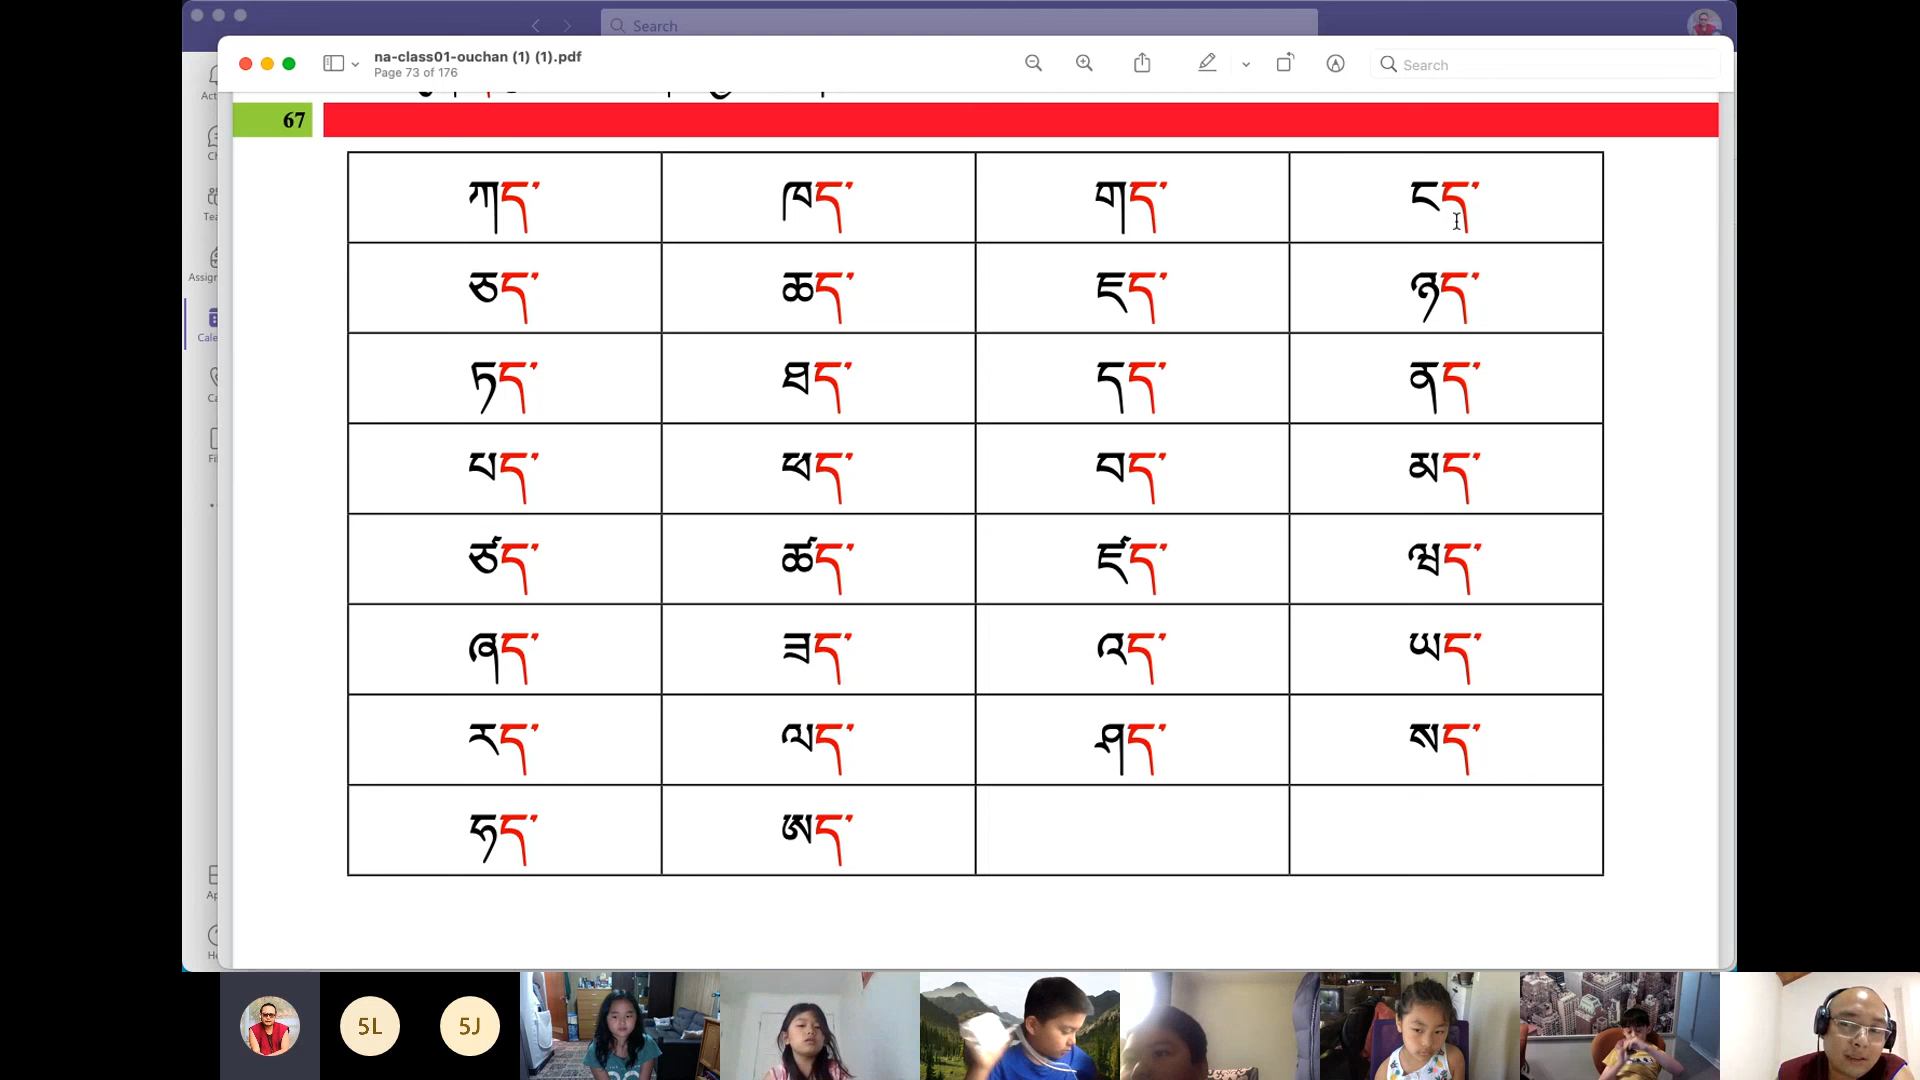 Search
na-class01-ouchan (1) (1).pdf
Page 73 of 176
Search
67
ཀད་ ཁད་ གད་ ངད་
ཅད་ ཆད་ ཇད་ ཉད་
ཏད་ ཐད་ དད་ ནད་
པད་ ཕད་ བད་ མད་
ཙད་ ཚད་ ཛད་ ཝད་
ཞད་ ཟད་ འད་ ཡད་
རད་ ལད་ ཤད་ སད་
ཧད་ ཨད་
5L
5J